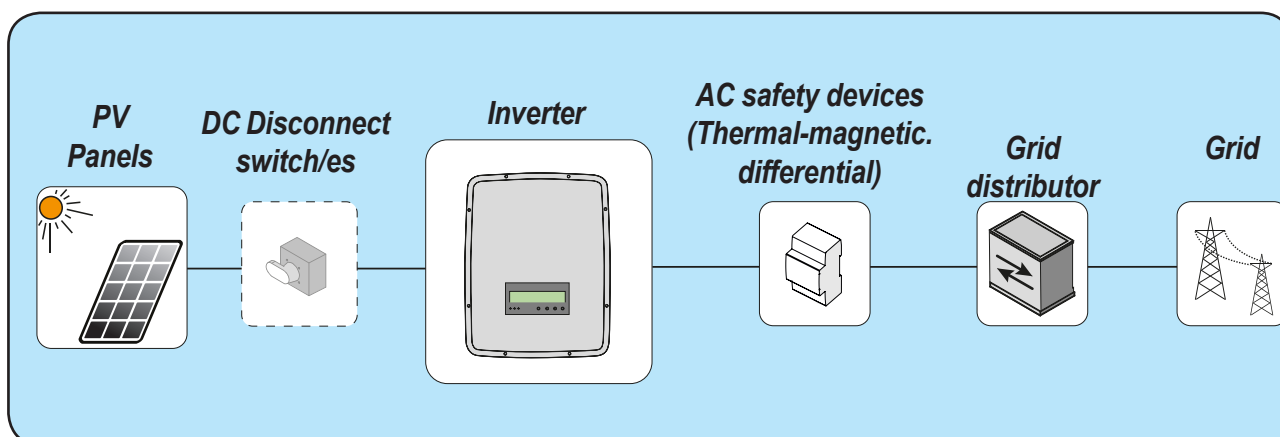 PV
Panels
DC Disconnect
switch/es
Inverter
AC safety devices
(Thermal-magnetic.
differential)
Grid
distributor
Grid